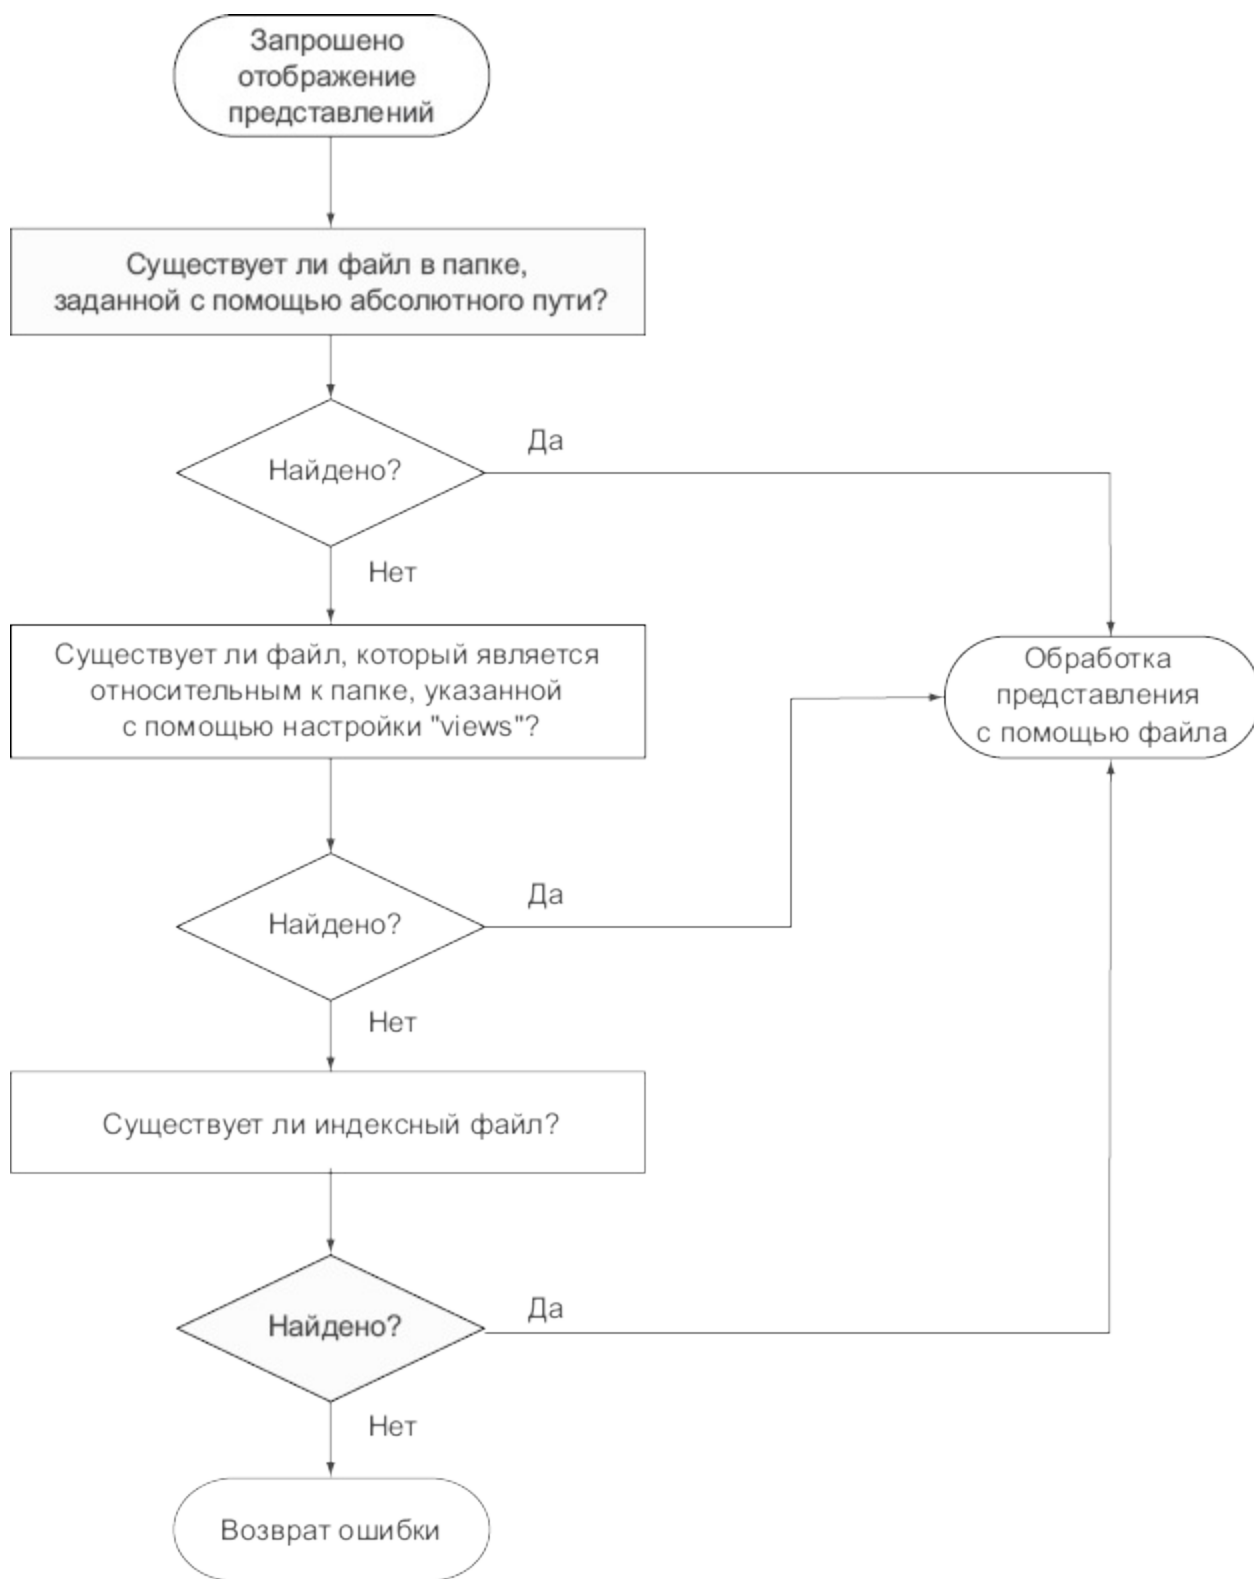 Запрошено
отображение
представлений
Существует ли файл в папке,
заданной с помощью абсолютного пути?
Найдено?
Да
Нет
Существует ли файл, который является
относительным к папке, указанной
с помощью настройки "views"?
Обработка
представления
с помощью файла
Найдено?
Да
Нет
Существует ли индексный файл?
Найдено?
Да
Нет
Возврат ошибки